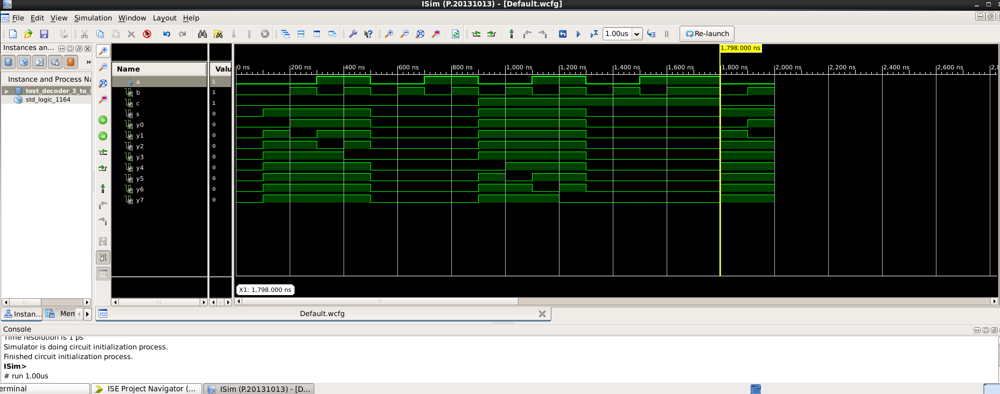 ISim (P.20131013) - [Default.wcfg]
File Edit View Simulation Window Layout Help
1.00us Re-launch
Instances an...
»
Instance and Process Na
test_decoder_3_to_
std_logic_1164
Name Valu
1,798.000 ns
0 ns 200 ns 400 ns 600 ns 800 ns 1,000 ns 1,200 ns 1,400 ns 1,600 ns 1,800 ns 2,000 ns 2,200 ns 2,400 ns 2,600 ns 2,8
a 1
b 1
c 1
s 0
y0 0
y1 0
y2 0
y3 0
y4 0
y5 0
y6 0
y7 0
X1: 1,798.000 ns
Instan... Men
Default.wcfg
Console
Time resolution is 1 ps
Simulator is doing circuit initialization process.
Finished circuit initialization process.
ISim>
# run 1.00us
erminal ISE Project Navigator (... ISim (P.20131013) - [D...